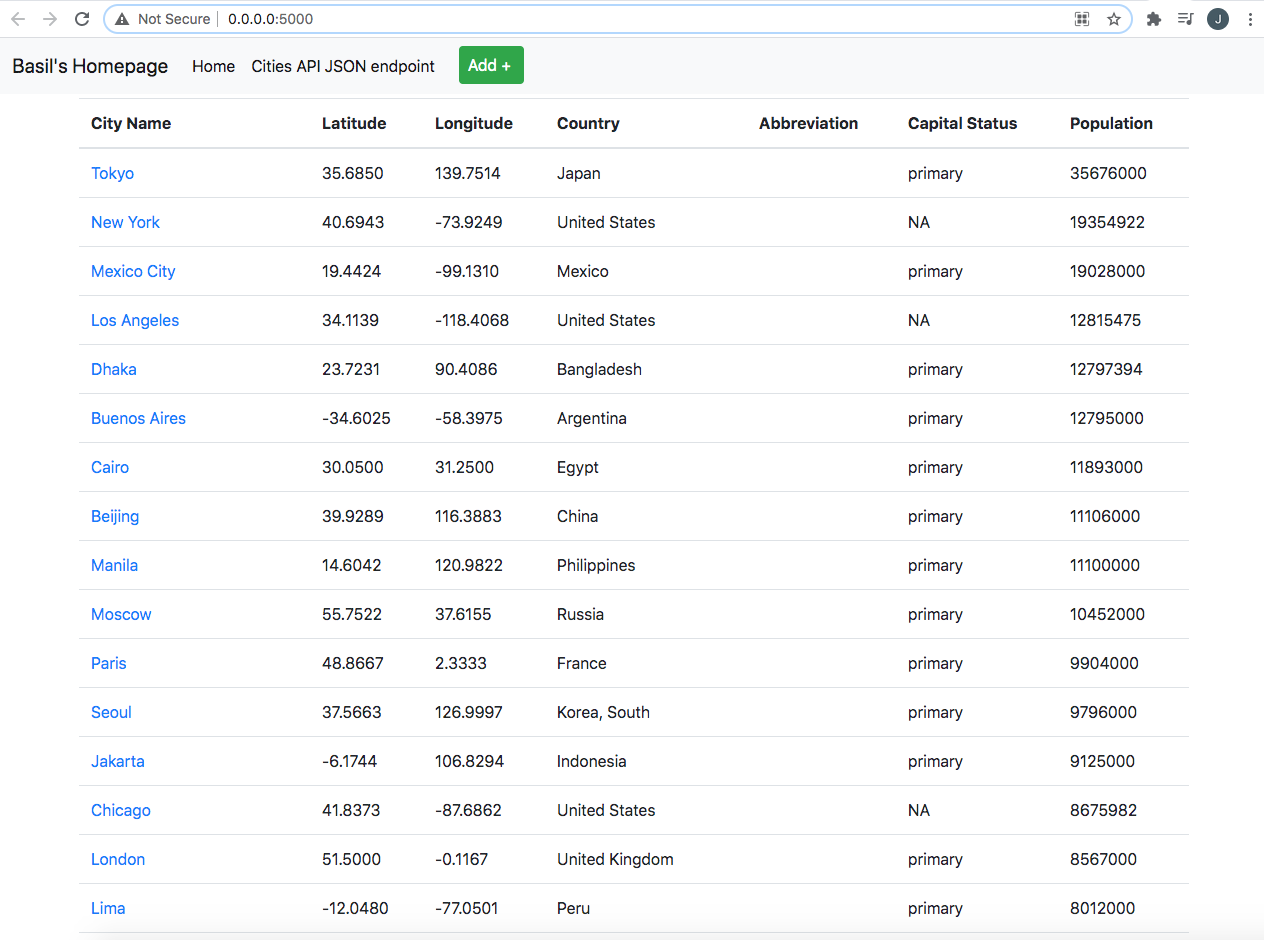 Not Secure 0.0.0.0:5000 J
Basil's Homepage Home Cities API JSON endpoint Add +
City Name Latitude Longitude Country Abbreviation Capital Status Population
Tokyo 35.6850 139.7514 Japan primary 35676000
New York 40.6943 -73.9249 United States NA 19354922
Mexico City 19.4424 -99.1310 Mexico primary 19028000
Los Angeles 34.1139 -118.4068 United States NA 12815475
Dhaka 23.7231 90.4086 Bangladesh primary 12797394
Buenos Aires -34.6025 -58.3975 Argentina primary 12795000
Cairo 30.0500 31.2500 Egypt primary 11893000
Beijing 39.9289 116.3883 China primary 11106000
Manila 14.6042 120.9822 Philippines primary 11100000
Moscow 55.7522 37.6155 Russia primary 10452000
Paris 48.8667 2.3333 France primary 9904000
Seoul 37.5663 126.9997 Korea, South primary 9796000
Jakarta -6.1744 106.8294 Indonesia primary 9125000
Chicago 41.8373 -87.6862 United States NA 8675982
London 51.5000 -0.1167 United Kingdom primary 8567000
Lima -12.0480 -77.0501 Peru primary 8012000